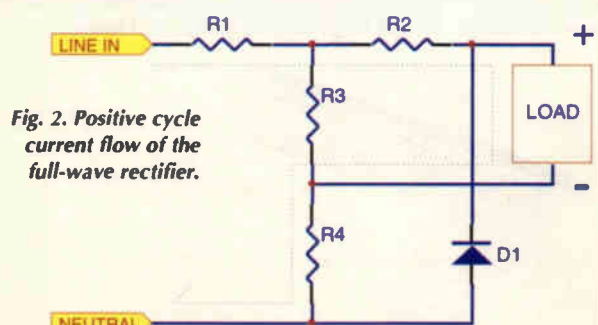 R1
R2
+
LINE IN
R3
LOAD
Fig. 2. Positive cycle
current flow of the
full-wave rectifier.
-
R4
D1
NEUTRAL